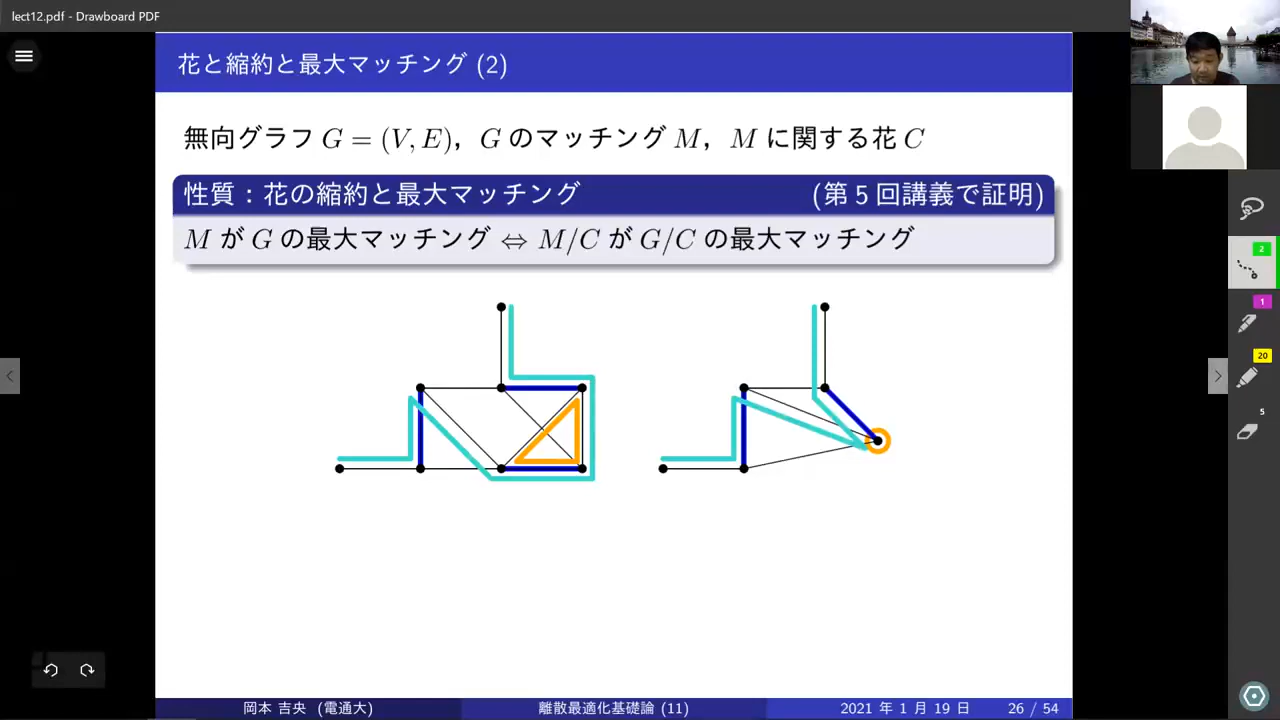 lect12.pdf - Drawboard PDF
花と縮約と最大マッチング (2)
無向グラフ G = (V, E)，G のマッチング M，M に関する花 C
性質：花の縮約と最大マッチング (第 5 回講義で証明)
M が G の最大マッチング ⇔ M/C が G/C の最大マッチング
2
1
20
5
岡本 吉央 (電通大) 離散最適化基礎論 (11) 2021 年 1 月 19 日 26 / 54